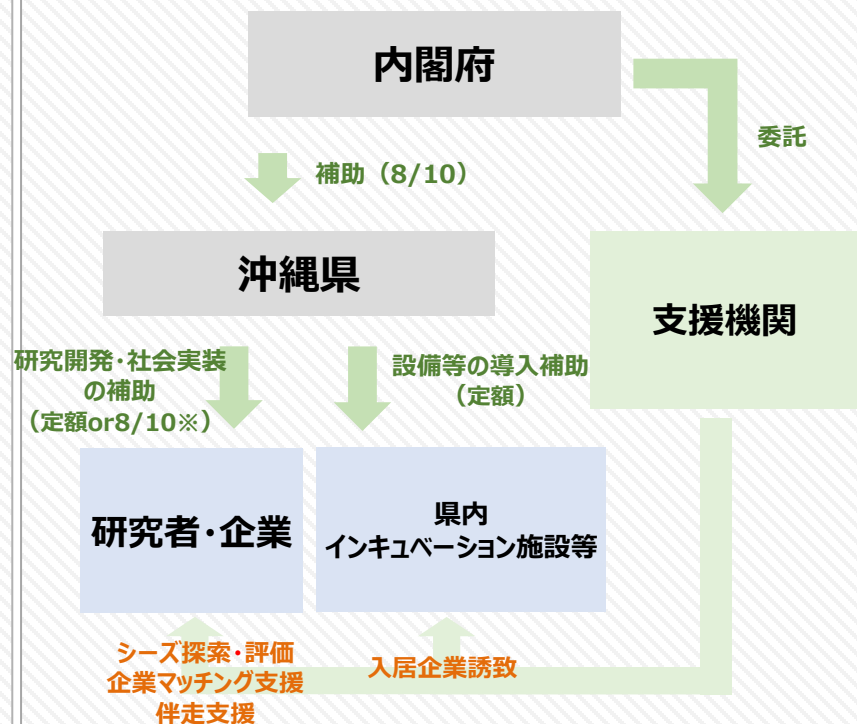 内閣府
委託
補助（8/10）
沖縄県
支援機関
研究開発・社会実装
の補助
（定額or8/10※）
設備等の導入補助
（定額）
研究者・企業
県内
インキュベーション施設等
シーズ探索・評価
企業マッチング支援
伴走支援
入居企業誘致